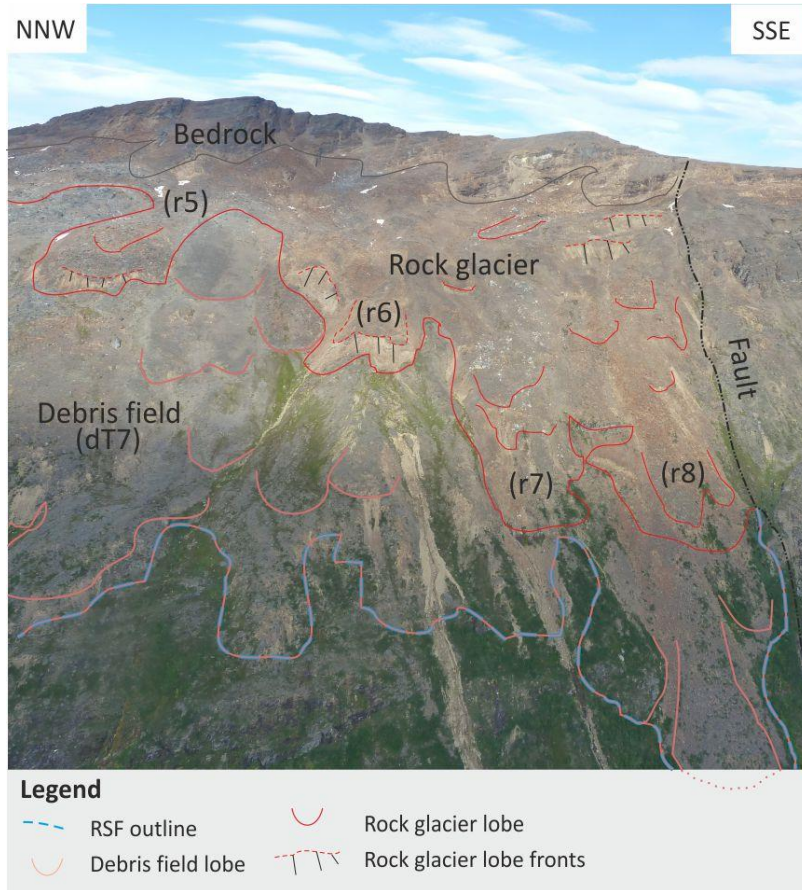 NNW
SSE
Bedrock
(r5)
Rock glacier
(r6)
Fault
Debris field
(dT7)
(r7)
(r8)
Legend
RSF outline
Debris field lobe
Rock glacier lobe
Rock glacier lobe fronts